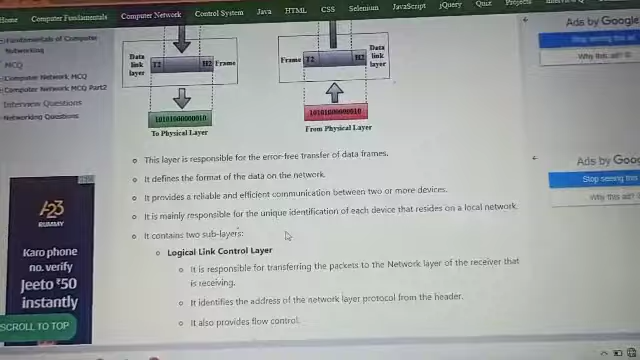 Home Computer Fundamentals Computer Network Control System Java HTML CSS Selenium JavaScript jQuery Quiz Projects
Fundamentals of Computer
Networking
MCQ
Computer Network MCQ
Computer Network MCQ Part2
Interview Questions
Networking Questions
Data
link
layer
T2
H2
Frame
10101000000010
To Physical Layer
Frame
T2
H2
Data
link
layer
10101000000010
From Physical Layer
This layer is responsible for the error-free transfer of data frames.
It defines the format of the data on the network.
It provides a reliable and efficient communication between two or more devices.
It is mainly responsible for the unique identification of each device that resides on a local network.
It contains two sub-layers:
Logical Link Control Layer
It is responsible for transferring the packets to the Network layer of the receiver that
is receiving.
It identifies the address of the network layer protocol from the header.
It also provides flow control.
A23
RUMMY
Karo phone
no. verify
Jeeto ₹50
instantly
SCROLL TO TOP
Ads by Google
Stop seeing this ad
Why this ad?
Ads by Goog
Stop seeing this
Why this ad?